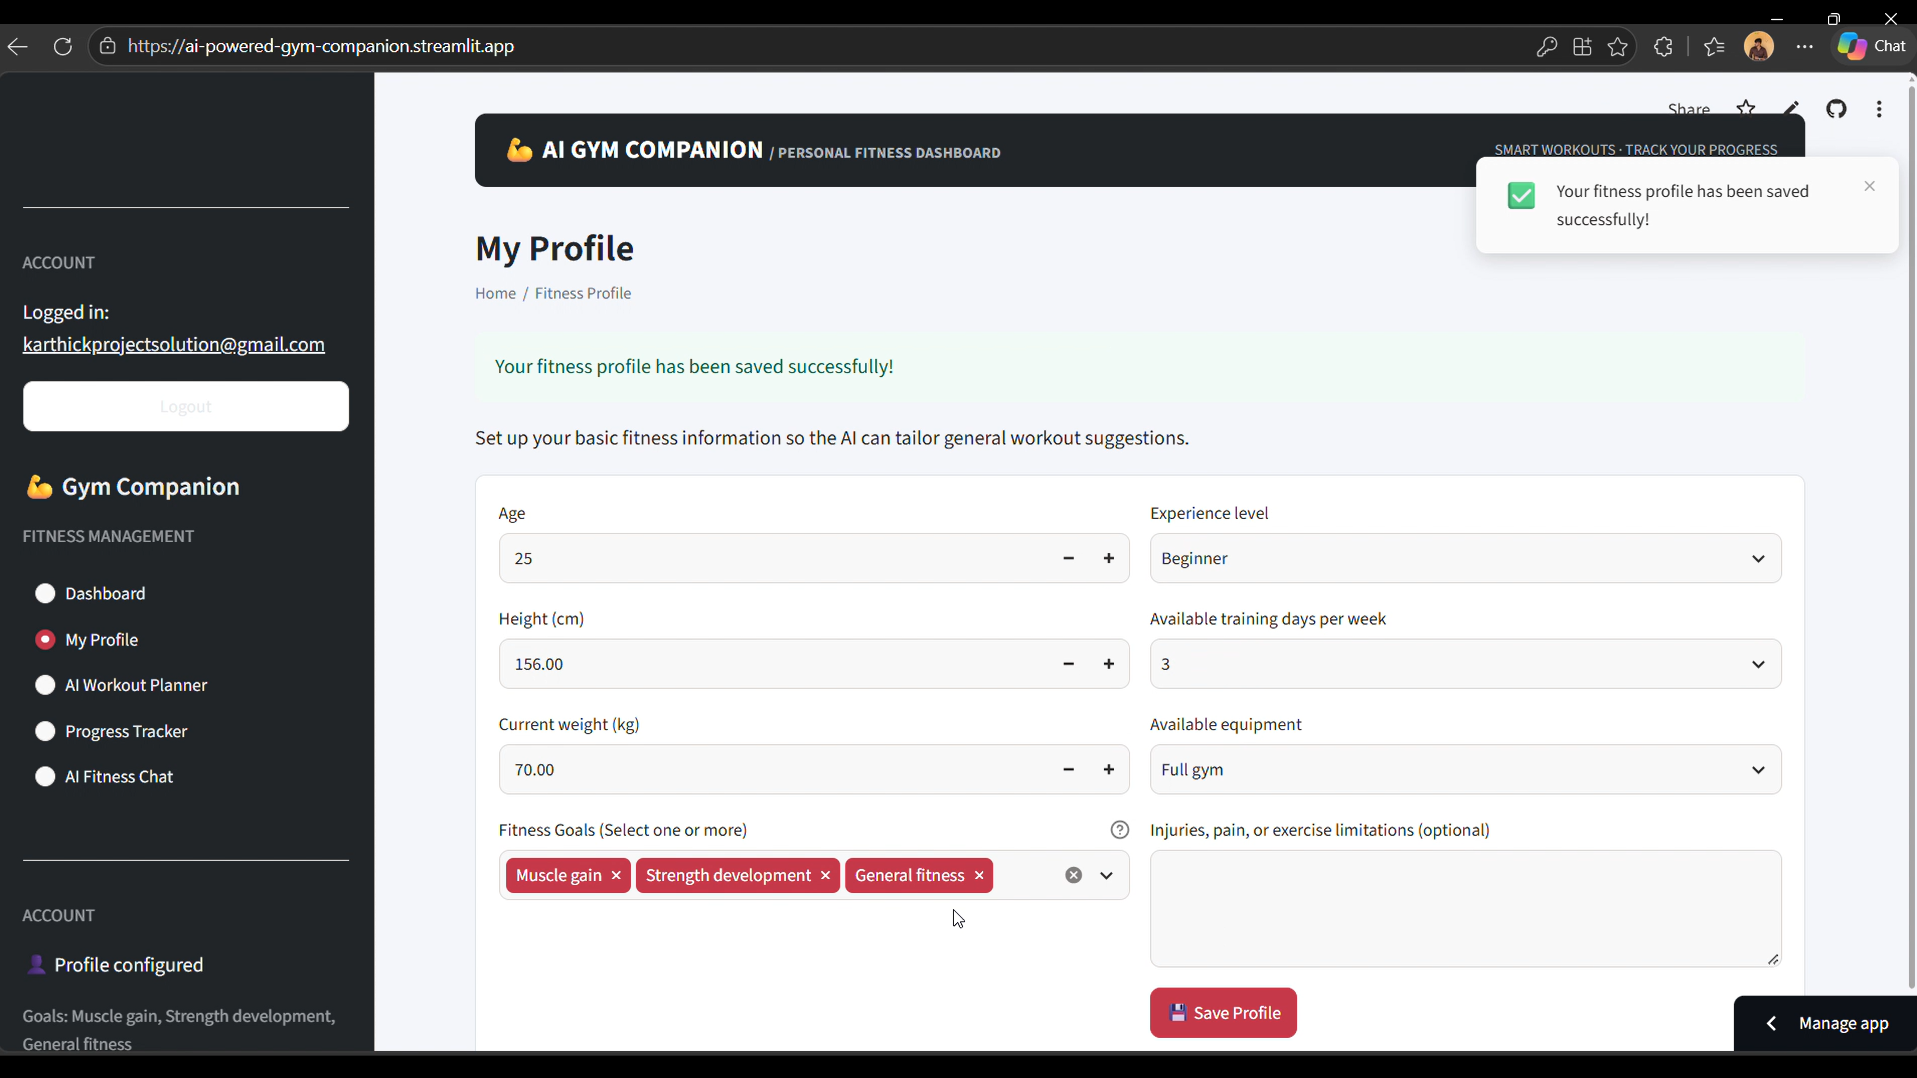 https://ai-powered-gym-companion.streamlit.app
Chat
Share
💪 AI GYM COMPANION / PERSONAL FITNESS DASHBOARD
SMART WORKOUTS · TRACK YOUR PROGRESS
Your fitness profile has been saved
successfully!
ACCOUNT
Logged in:
karthickprojectsolution@gmail.com
Logout
💪 Gym Companion
FITNESS MANAGEMENT
Dashboard
My Profile
AI Workout Planner
Progress Tracker
AI Fitness Chat
ACCOUNT
👤 Profile configured
Goals: Muscle gain, Strength development,
General fitness
My Profile
Home / Fitness Profile
Your fitness profile has been saved successfully!
Set up your basic fitness information so the AI can tailor general workout suggestions.
Age
25
Height (cm)
156.00
Current weight (kg)
70.00
Fitness Goals (Select one or more)
Muscle gain
Strength development
General fitness
Experience level
Beginner
Available training days per week
3
Available equipment
Full gym
Injuries, pain, or exercise limitations (optional)
💾 Save Profile
Manage app